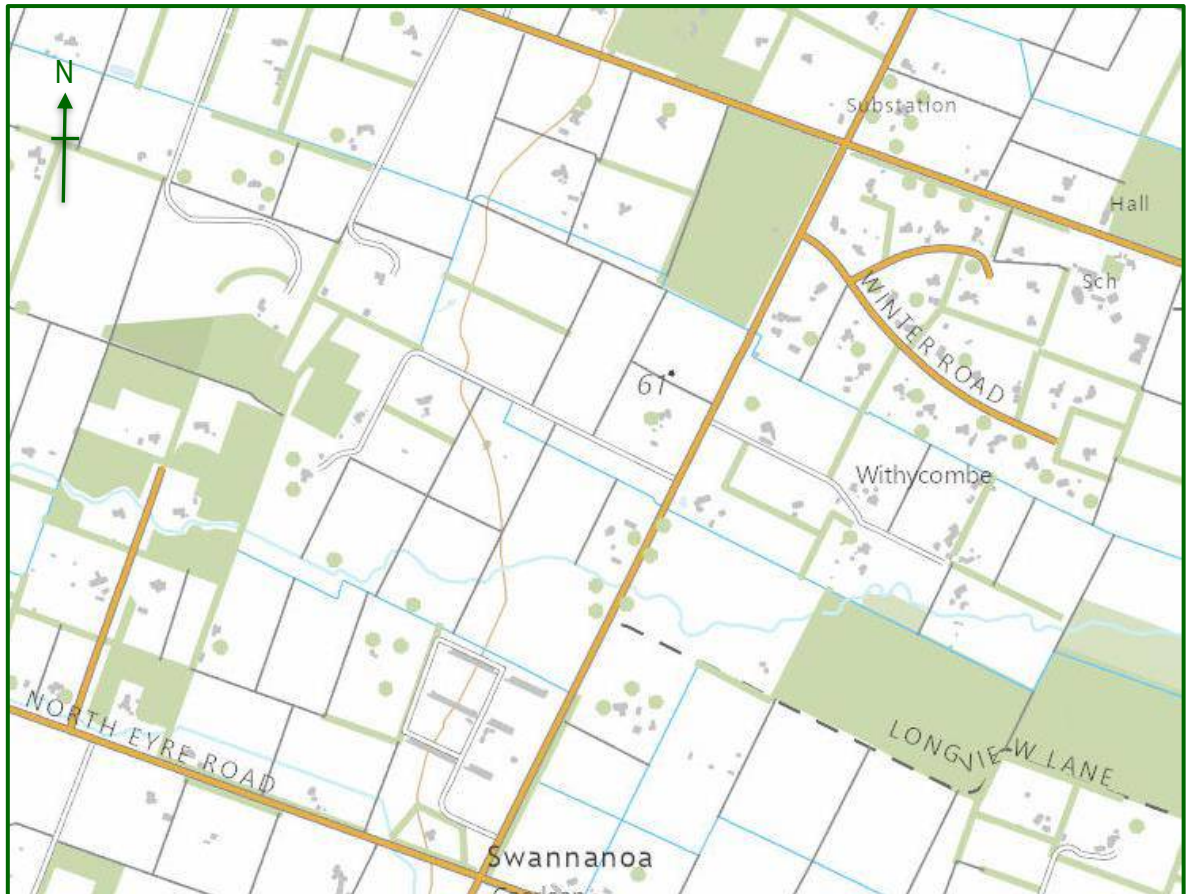 N
Substation
Hall
Sch
WINTER ROAD
61
Withycombe
NORTH EYRE ROAD
LONGVIEW LANE
Swannanoa